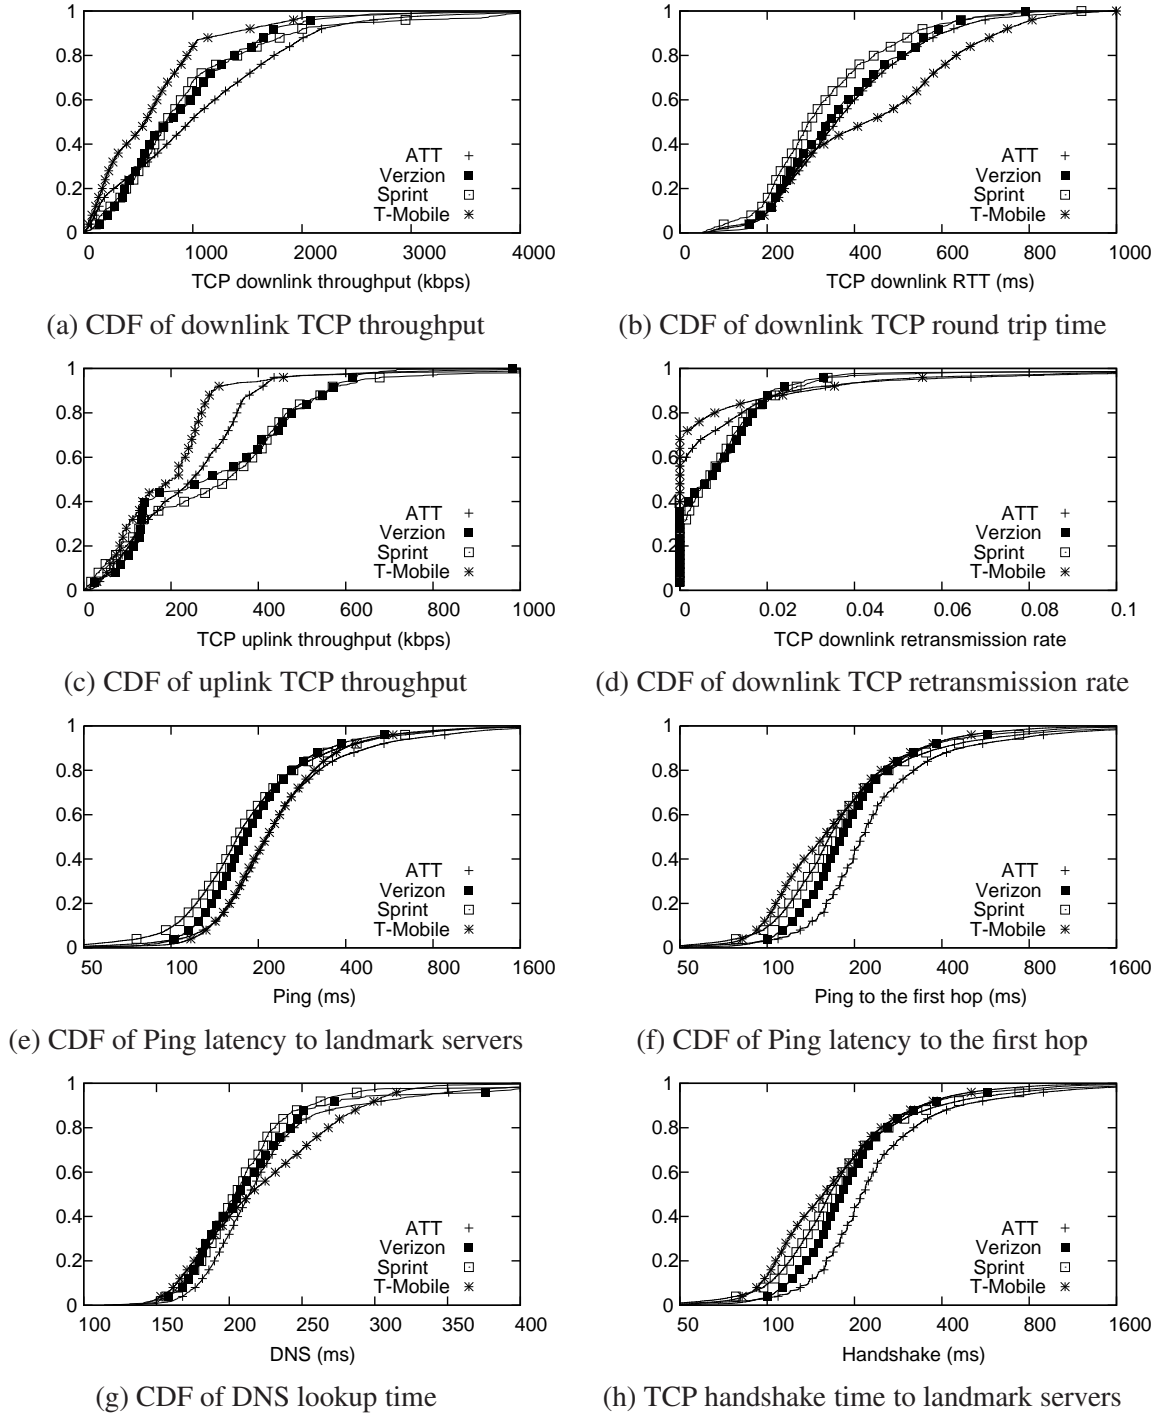 1
0.8
0.6
0.4
0.2
0
ATT
Verzion
Sprint
T-Mobile
0 1000 2000 3000 4000
TCP downlink throughput (kbps)
(a) CDF of downlink TCP throughput
1
0.8
0.6
0.4
0.2
0
ATT
Verzion
Sprint
T-Mobile
0 200 400 600 800 1000
TCP downlink RTT (ms)
(b) CDF of downlink TCP round trip time
1
0.8
0.6
0.4
0.2
0
ATT
Verzion
Sprint
T-Mobile
0 200 400 600 800 1000
TCP uplink throughput (kbps)
(c) CDF of uplink TCP throughput
1
0.8
0.6
0.4
0.2
0
ATT
Verzion
Sprint
T-Mobile
0 0.02 0.04 0.06 0.08 0.1
TCP downlink retransmission rate
(d) CDF of downlink TCP retransmission rate
1
0.8
0.6
0.4
0.2
0
ATT
Verizon
Sprint
T-Mobile
50 100 200 400 800 1600
Ping (ms)
(e) CDF of Ping latency to landmark servers
1
0.8
0.6
0.4
0.2
0
ATT
Verizon
Sprint
T-Mobile
50 100 200 400 800 1600
Ping to the first hop (ms)
(f) CDF of Ping latency to the first hop
1
0.8
0.6
0.4
0.2
0
ATT
Verizon
Sprint
T-Mobile
100 150 200 250 300 350 400
DNS (ms)
(g) CDF of DNS lookup time
1
0.8
0.6
0.4
0.2
0
ATT
Verizon
Sprint
T-Mobile
50 100 200 400 800 1600
Handshake (ms)
(h) TCP handshake time to landmark servers